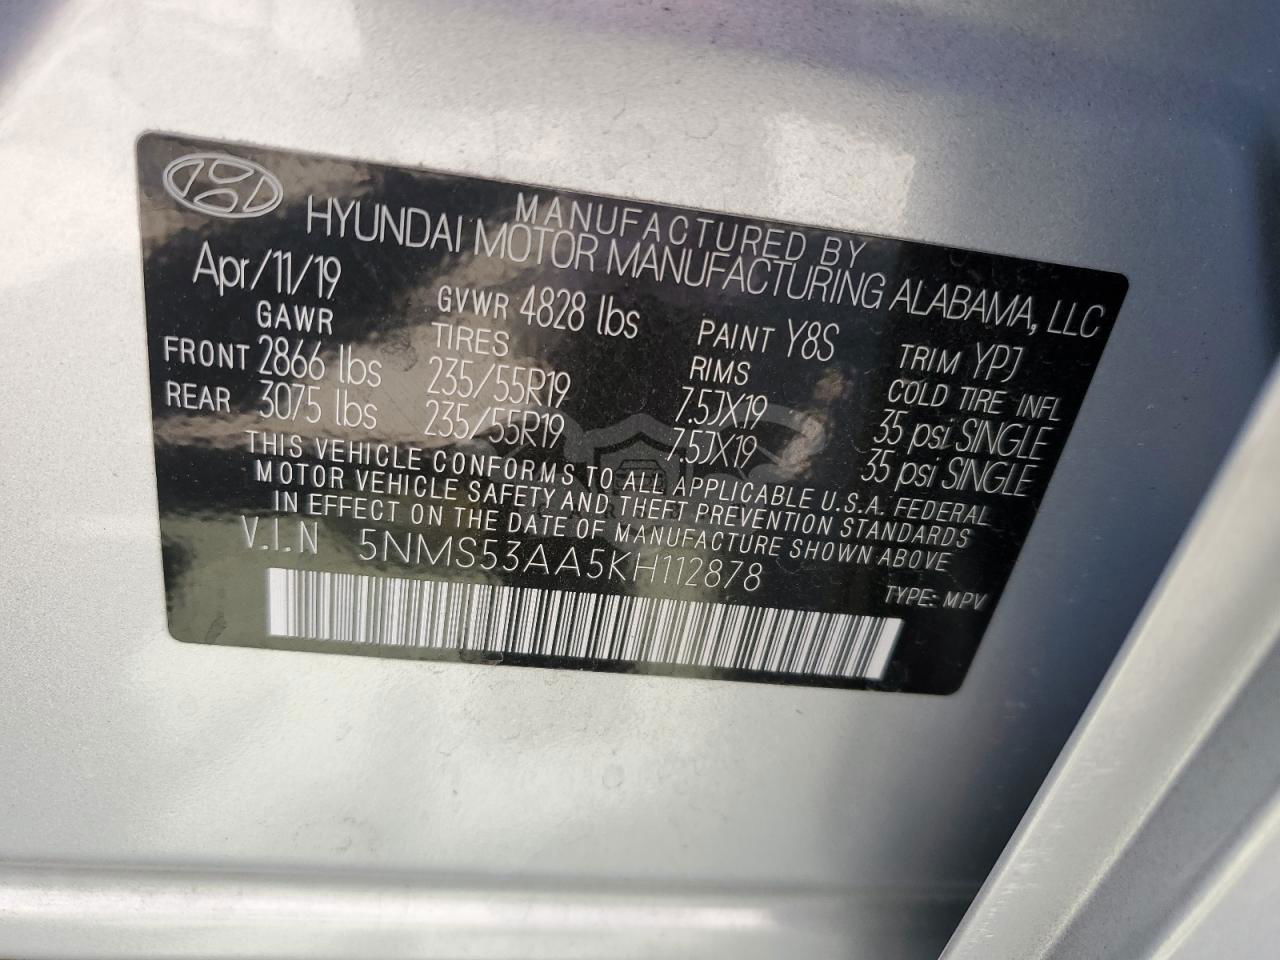 MANUFACTURED BY
HYUNDAI MOTOR MANUFACTURING ALABAMA, LLC
Apr/11/19 GVWR 4828 lbs PAINT Y8S TRIM YPJ
GAWR TIRES RIMS COLD TIRE INFL
FRONT 2866 lbs 235/55R19 7.5JX19 35 psi SINGLE
REAR 3075 lbs 235/55R19 7.5JX19 35 psi SINGLE
THIS VEHICLE CONFORMS TO ALL APPLICABLE U.S.A. FEDERAL
MOTOR VEHICLE SAFETY AND THEFT PREVENTION STANDARDS
IN EFFECT ON THE DATE OF MANUFACTURE SHOWN ABOVE
V.I.N 5NMS53AA5KH112878 TYPE: MPV